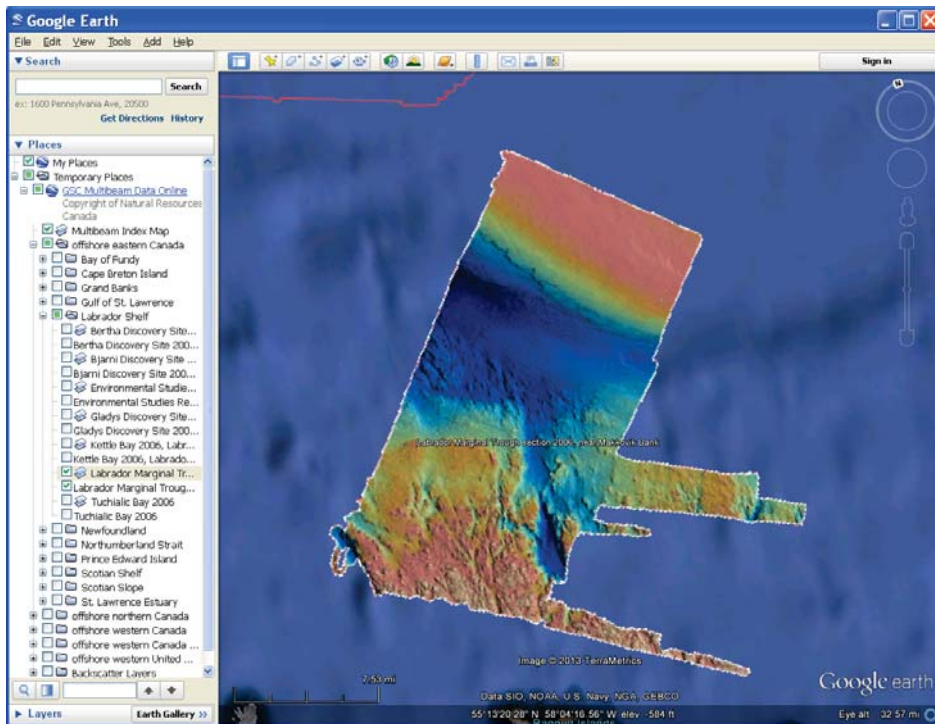 Google Earth
File Edit View Tools Add Help
Search
Search
ex: 1600 Pennsylvania Ave, 20500
Get Directions History
Sign in
N
Places
My Places
Temporary Places
GSC Multibeam Data Online
Copyright of Natural Resources
Canada
Multibeam Index Map
offshore eastern Canada
Bay of Fundy
Cape Breton Island
Grand Banks
Gulf of St. Lawrence
Labrador Shelf
Bertha Discovery Site...
Bertha Discovery Site 200...
Bjarni Discovery Site ...
Bjarni Discovery Site 200...
Environmental Studie...
Environmental Studies Re...
Gladys Discovery Site...
Gladys Discovery Site 200...
Kettle Bay 2006, Labr...
Kettle Bay 2006, Labrado...
Labrador Marginal Tr...
Labrador Marginal Troug...
Tuchialic Bay 2006
Tuchialic Bay 2006
Newfoundland
Northumberland Strait
Prince Edward Island
Scotian Shelf
Scotian Slope
St. Lawrence Estuary
offshore northern Canada
offshore western Canada
offshore western Canada ...
offshore western United ...
Backscatter Layers
Layers
Earth Gallery >>
Labrador Marginal Trough section 2006, near Makkovik Bank
Image © 2013 TerraMetrics
7.53 mi
Data SIO, NOAA, U.S. Navy, NGA, GEBCO
Google earth
55°13'20.28" N 58°04'16.56" W elev -584 ft
Eye alt 32.57 mi